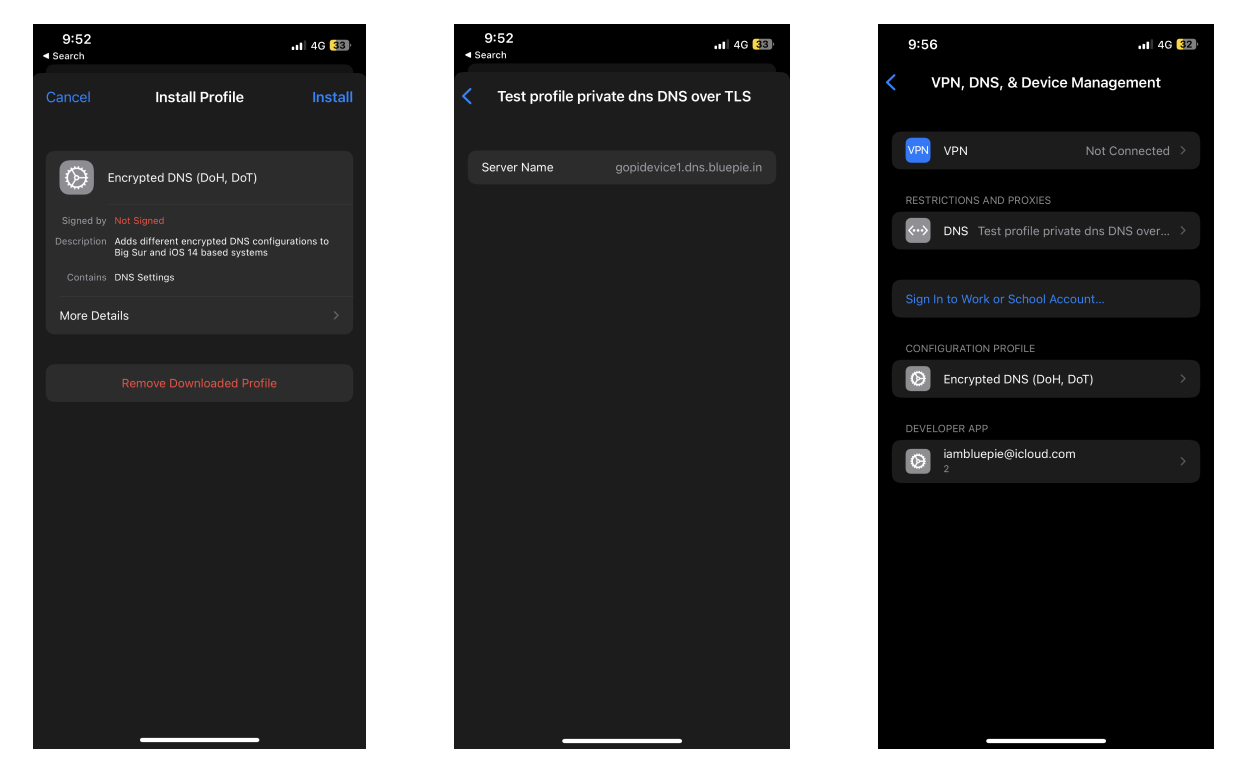 9:52
4G 33
◀ Search
Cancel Install Profile Install
Encrypted DNS (DoH, DoT)
Signed by Not Signed
Description Adds different encrypted DNS configurations to
Big Sur and iOS 14 based systems
Contains DNS Settings
More Details
Remove Downloaded Profile
9:52
4G 33
◀ Search
Test profile private dns DNS over TLS
Server Name gopidevice1.dns.bluepie.in
9:56
4G 32
VPN, DNS, & Device Management
VPN VPN Not Connected
RESTRICTIONS AND PROXIES
DNS Test profile private dns DNS over...
Sign In to Work or School Account...
CONFIGURATION PROFILE
Encrypted DNS (DoH, DoT)
DEVELOPER APP
iambluepie@icloud.com
2